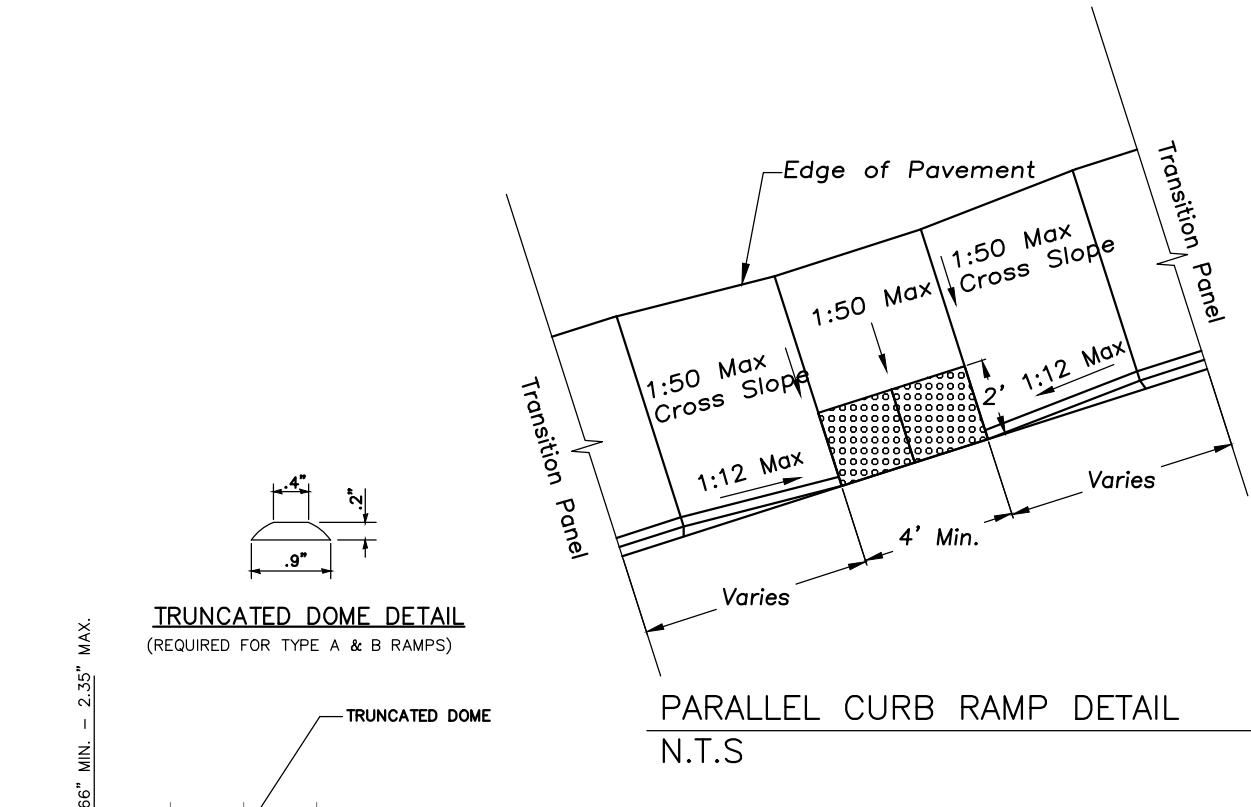 Edge of Pavement
Transition Panel
1:50 Max
Cross Slope
1:50 Max
1:50 Max
Cross Slope
2'
1:12 Max
Transition Panel
1:12 Max
Varies
4' Min.
Varies
.4"
.2"
.9"
TRUNCATED DOME DETAIL
(REQUIRED FOR TYPE A & B RAMPS)
TRUNCATED DOME
66" MIN. – 2.35" MAX.
PARALLEL CURB RAMP DETAIL
N.T.S